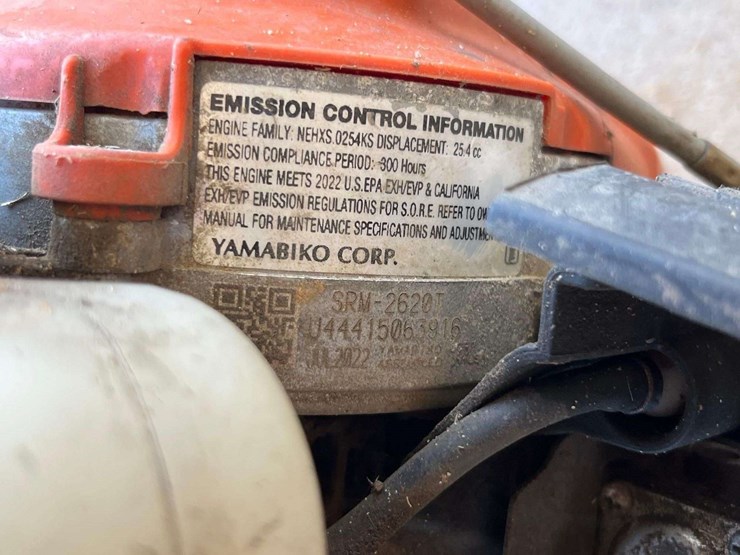 EMISSION CONTROL INFORMATION
ENGINE FAMILY: NEHXS.0254KS DISPLACEMENT: 25.4 cc
EMISSION COMPLIANCE PERIOD: 300 Hours
THIS ENGINE MEETS 2022 U.S.EPA EXH/EVP & CALIFORNIA
EXH/EVP EMISSION REGULATIONS FOR S.O.R.E. REFER TO
MANUAL FOR MAINTENANCE SPECIFICATIONS AND
YAMABIKO CORP.
SRM-2620T
U44415063916
2022 YAMABIKO